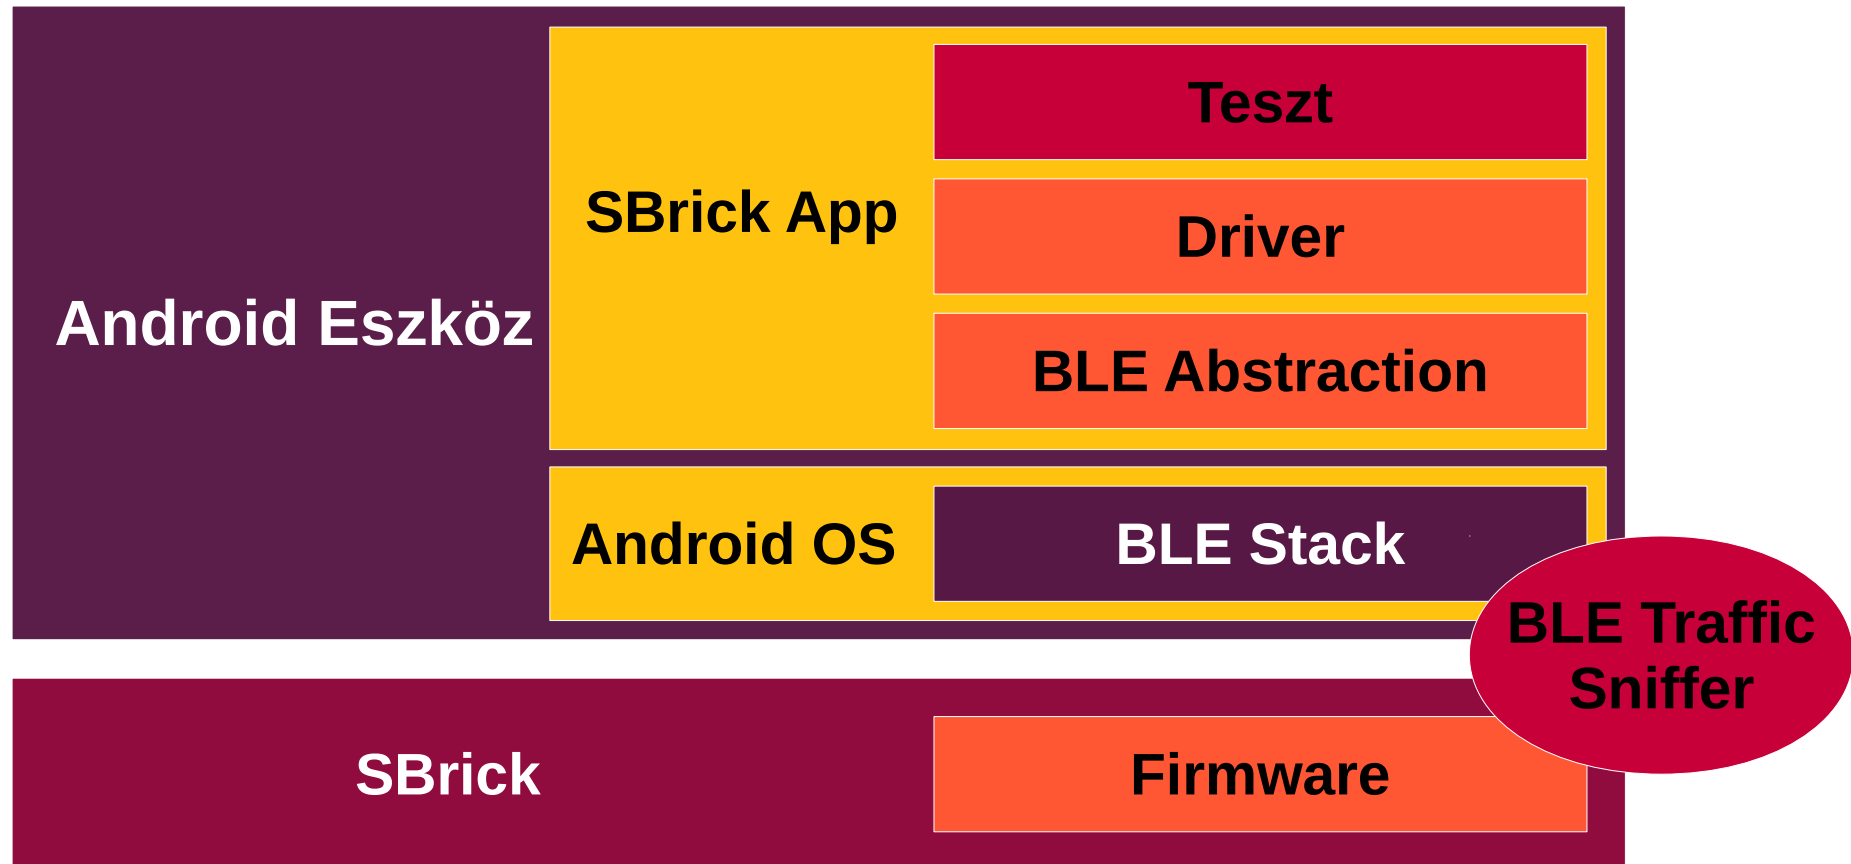 Teszt
SBrick App
Driver
Android Eszköz
BLE Abstraction
Android OS
BLE Stack
BLE Traffic
Sniffer
SBrick
Firmware